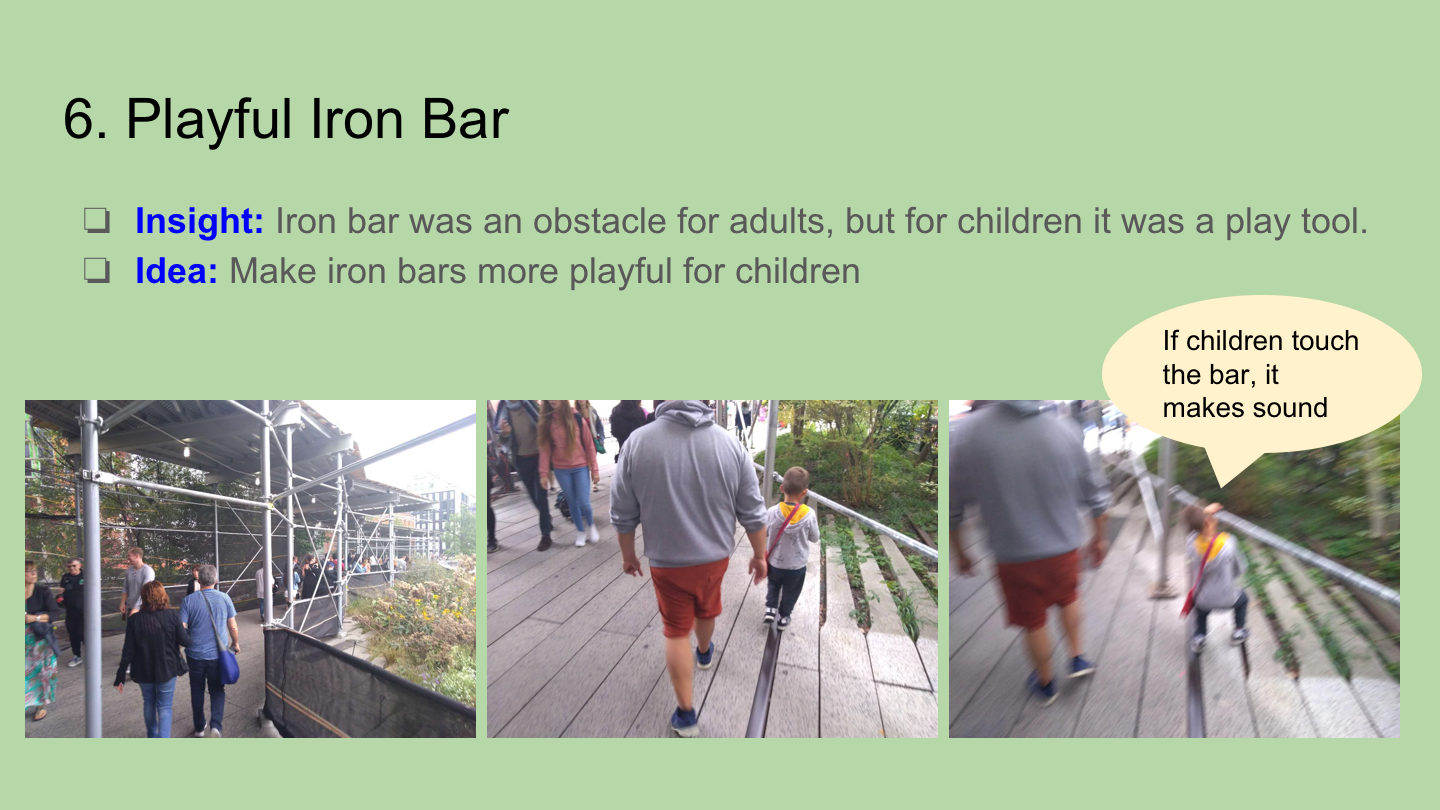 6. Playful Iron Bar
❏ Insight: Iron bar was an obstacle for adults, but for children it was a play tool.
❏ Idea: Make iron bars more playful for children
If children touch
the bar, it
makes sound